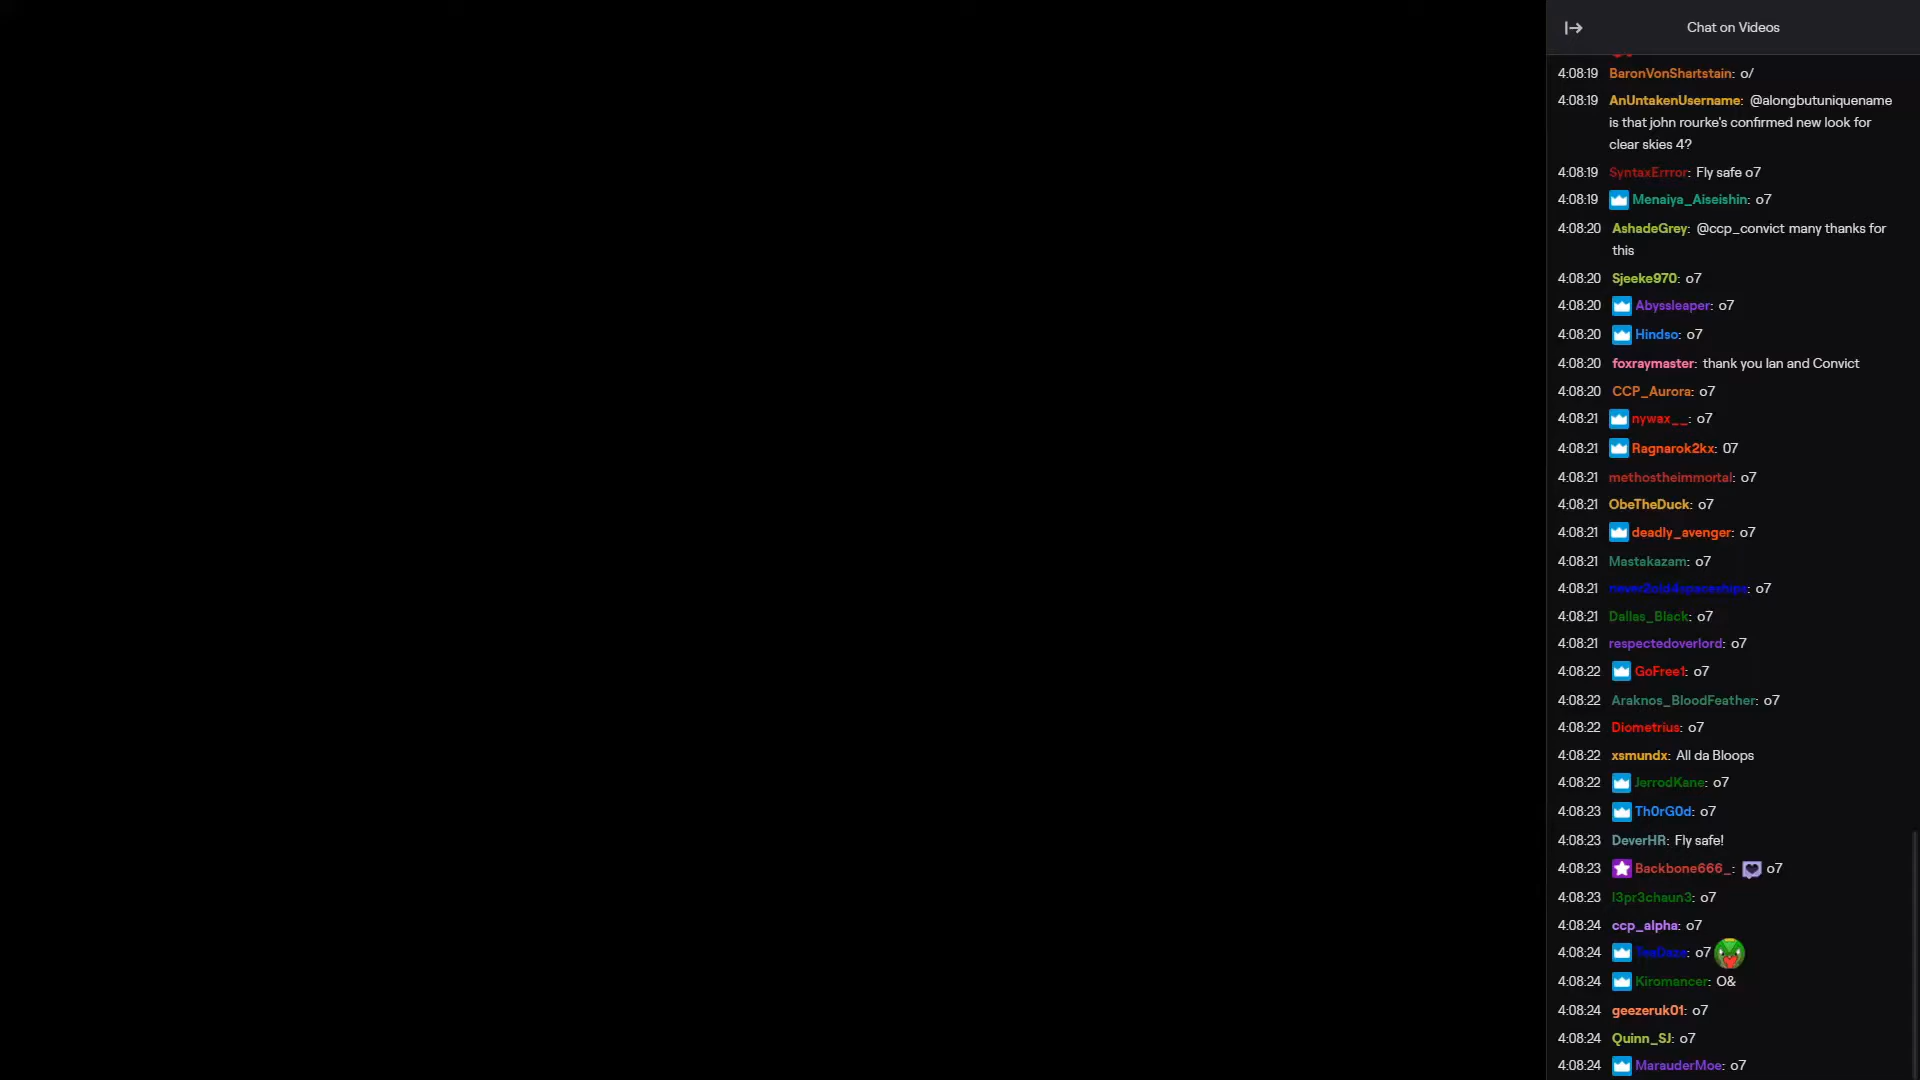 Chat on Videos
4:08:19 BaronVonShartstain: o/
4:08:19 AnUntakenUsername: @alongbutuniquename
is that john rourke's confirmed new look for
clear skies 4?
4:08:19 SyntaxErrror: Fly safe o7
4:08:19 Menaiya_Aiseishin: o7
4:08:20 AshadeGrey: @ccp_convict many thanks for
this
4:08:20 Sjeeke970: o7
4:08:20 Abyssleaper: o7
4:08:20 Hindso: o7
4:08:20 foxraymaster: thank you Ian and Convict
4:08:20 CCP_Aurora: o7
4:08:21 nywax__: o7
4:08:21 Ragnarok2kx: 07
4:08:21 methostheimmortal: o7
4:08:21 ObeTheDuck: o7
4:08:21 deadly_avenger: o7
4:08:21 Mastakazam: o7
4:08:21 : o7
4:08:21 Dallas_Black: o7
4:08:21 respectedoverlord: o7
4:08:22 GoFree1: o7
4:08:22 Araknos_BloodFeather: o7
4:08:22 Diometrius: o7
4:08:22 xsmundx: All da Bloops
4:08:22 JerrodKane: o7
4:08:23 Th0rG0d: o7
4:08:23 DeverHR: Fly safe!
4:08:23 Backbone666_: o7
4:08:23 l3pr3chaun3: o7
4:08:24 ccp_alpha: o7
4:08:24 : o7
4:08:24 Kiromancer: O&
4:08:24 geezeruk01: o7
4:08:24 Quinn_SJ: o7
4:08:24 MarauderMoe: o7